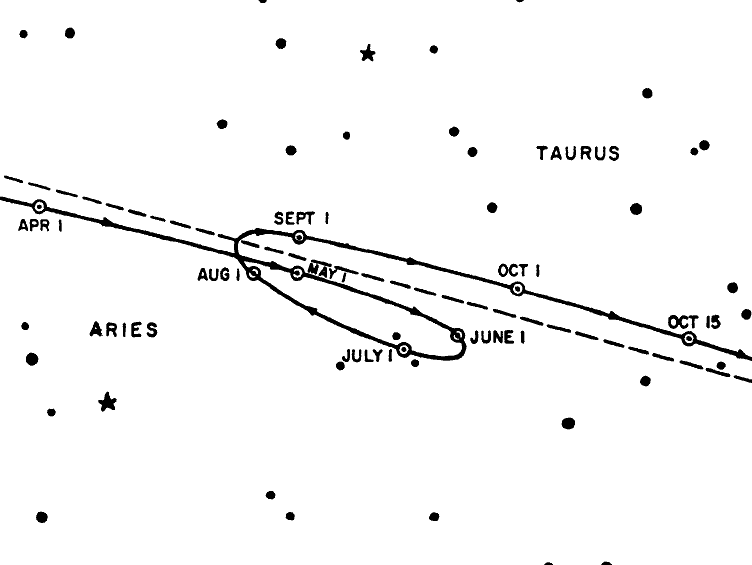 TAURUS
APR 1
SEPT 1
AUG 1
MAY 1
OCT 1
ARIES
JULY 1
JUNE 1
OCT 15